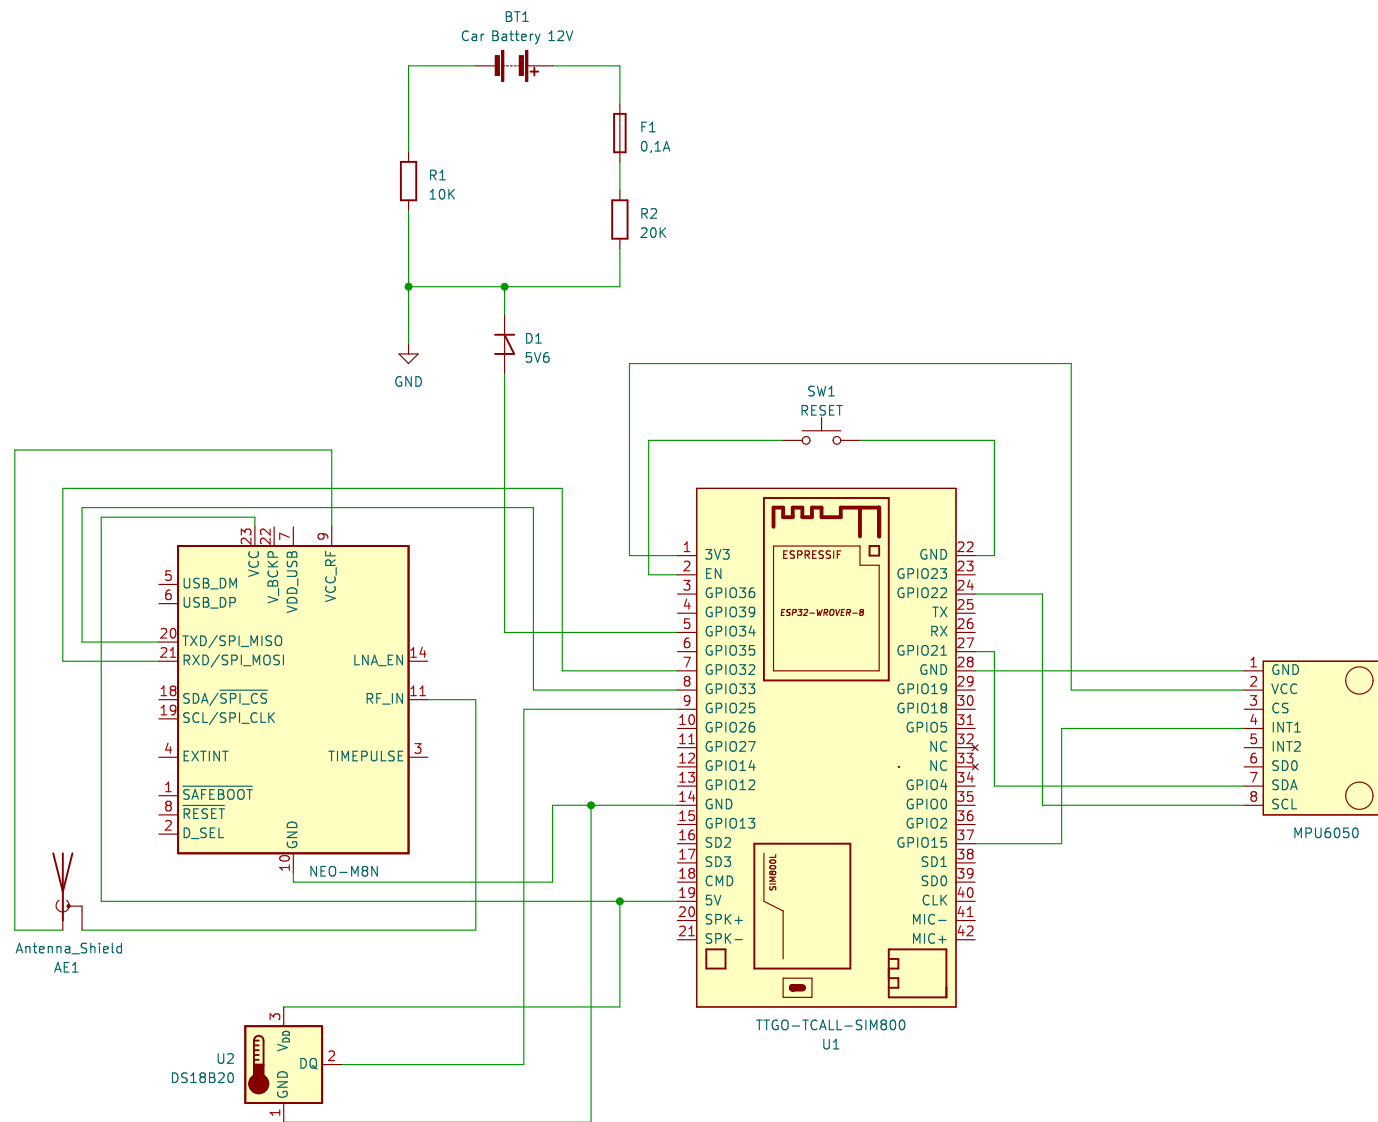 BT1
Car Battery 12V
+
F1
0,1A
R1
10K
R2
20K
D1
5V6
GND
SW1
RESET
23
22
7
9
VCC
V_BCKP
VDD_USB
VCC_RF
5 USB_DM
6 USB_DP
20 TXD/SPI_MISO
21 RXD/SPI_MOSI
18 SDA/SPI_CS
19 SCL/SPI_CLK
4 EXTINT
1 SAFEBOOT
8 RESET
2 D_SEL
LNA_EN 14
RF_IN 11
TIMEPULSE 3
GND
10
NEO-M8N
Antenna_Shield
AE1
3
VDD
U2
DS18B20
DQ 2
GND
1
ESPRESSIF
ESP32-WROVER-8
SIM800L
1 3V3
2 EN
3 GPIO36
4 GPIO39
5 GPIO34
6 GPIO35
7 GPIO32
8 GPIO33
9 GPIO25
10 GPIO26
11 GPIO27
12 GPIO14
13 GPIO12
14 GND
15 GPIO13
16 SD2
17 SD3
18 CMD
19 5V
20 SPK+
21 SPK-
GND 22
GPIO23 23
GPIO22 24
TX 25
RX 26
GPIO21 27
GND 28
GPIO19 29
GPIO18 30
GPIO5 31
NC 32
NC 33
GPIO4 34
GPIO0 35
GPIO2 36
GPIO15 37
SD1 38
SD0 39
CLK 40
MIC- 41
MIC+ 42
TTGO-TCALL-SIM800
U1
1 GND
2 VCC
3 CS
4 INT1
5 INT2
6 SD0
7 SDA
8 SCL
MPU6050